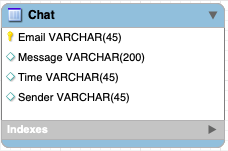 Chat
Email VARCHAR(45)
Message VARCHAR(200)
Time VARCHAR(45)
Sender VARCHAR(45)
Indexes